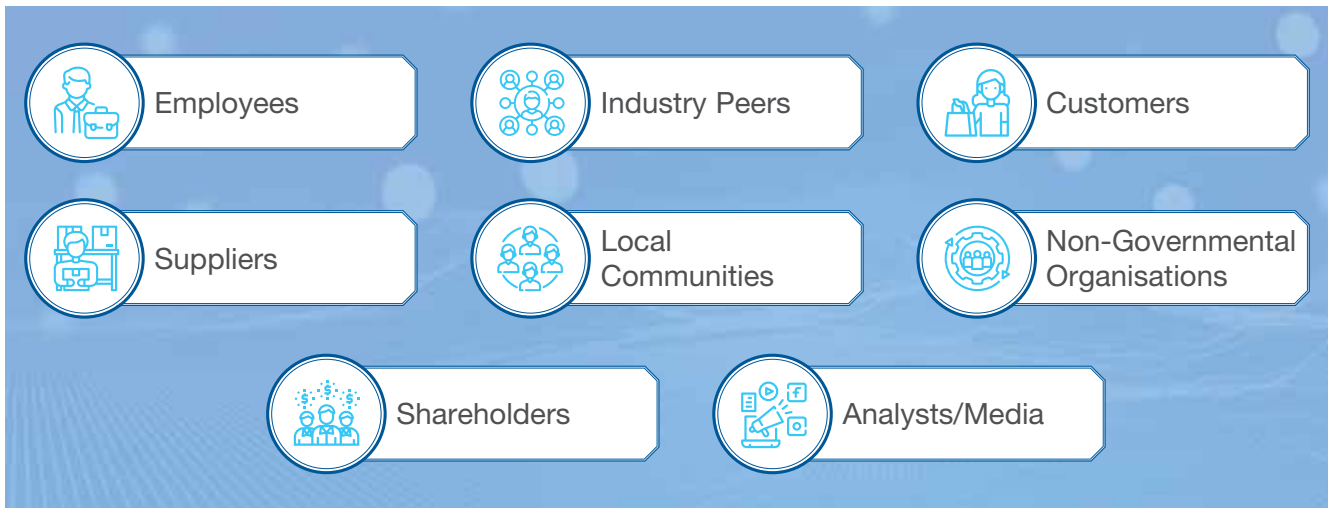 Employees
Industry Peers
Customers
Suppliers
Local
Communities
Non-Governmental
Organisations
Shareholders
Analysts/Media